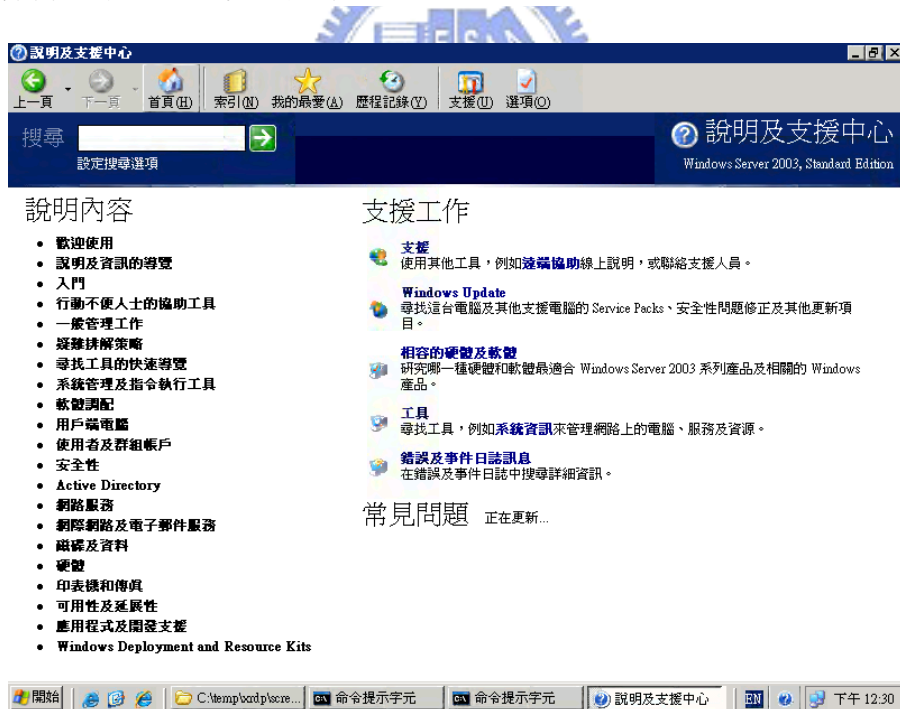 說明及支援中心
上一頁 下一頁 首頁(H) 索引(N) 我的最愛(A) 歷程記錄(Y) 支援(U) 選項(O)
搜尋
設定搜尋選項
說明及支援中心
Windows Server 2003, Standard Edition
說明內容
• 歡迎使用
• 說明及資訊的導覽
• 入門
• 行動不便人士的協助工具
• 一般管理工作
• 疑難排解策略
• 尋找工具的快速導覽
• 系統管理及指令執行工具
• 軟體調配
• 用戶端電腦
• 使用者及群組帳戶
• 安全性
• Active Directory
• 網路服務
• 網際網路及電子郵件服務
• 磁碟及資料
• 硬體
• 印表機和傳真
• 可用性及延展性
• 應用程式及開發支援
• Windows Deployment and Resource Kits
支援工作
支援
使用其他工具,例如遠端協助線上說明,或聯絡支援人員。
Windows Update
尋找這台電腦及其他支援電腦的 Service Packs、安全性問題修正及其他更新項
目。
相容的硬體及軟體
研究哪一種硬體和軟體最適合 Windows Server 2003 系列產品及相關的 Windows
產品。
工具
尋找工具,例如系統資訊來管理網路上的電腦、服務及資源。
錯誤及事件日誌訊息
在錯誤及事件日誌中搜尋詳細資訊。
常見問題 正在更新...
開始 C:\temp\xrdp\scre... 命令提示字元 命令提示字元 說明及支援中心 EN 下午 12:30